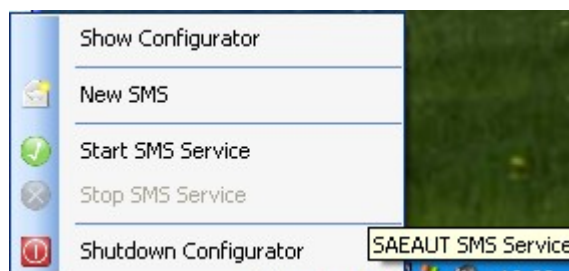 Show Configurator
New SMS
Start SMS Service
Stop SMS Service
Shutdown Configurator
SAEAUT SMS Service